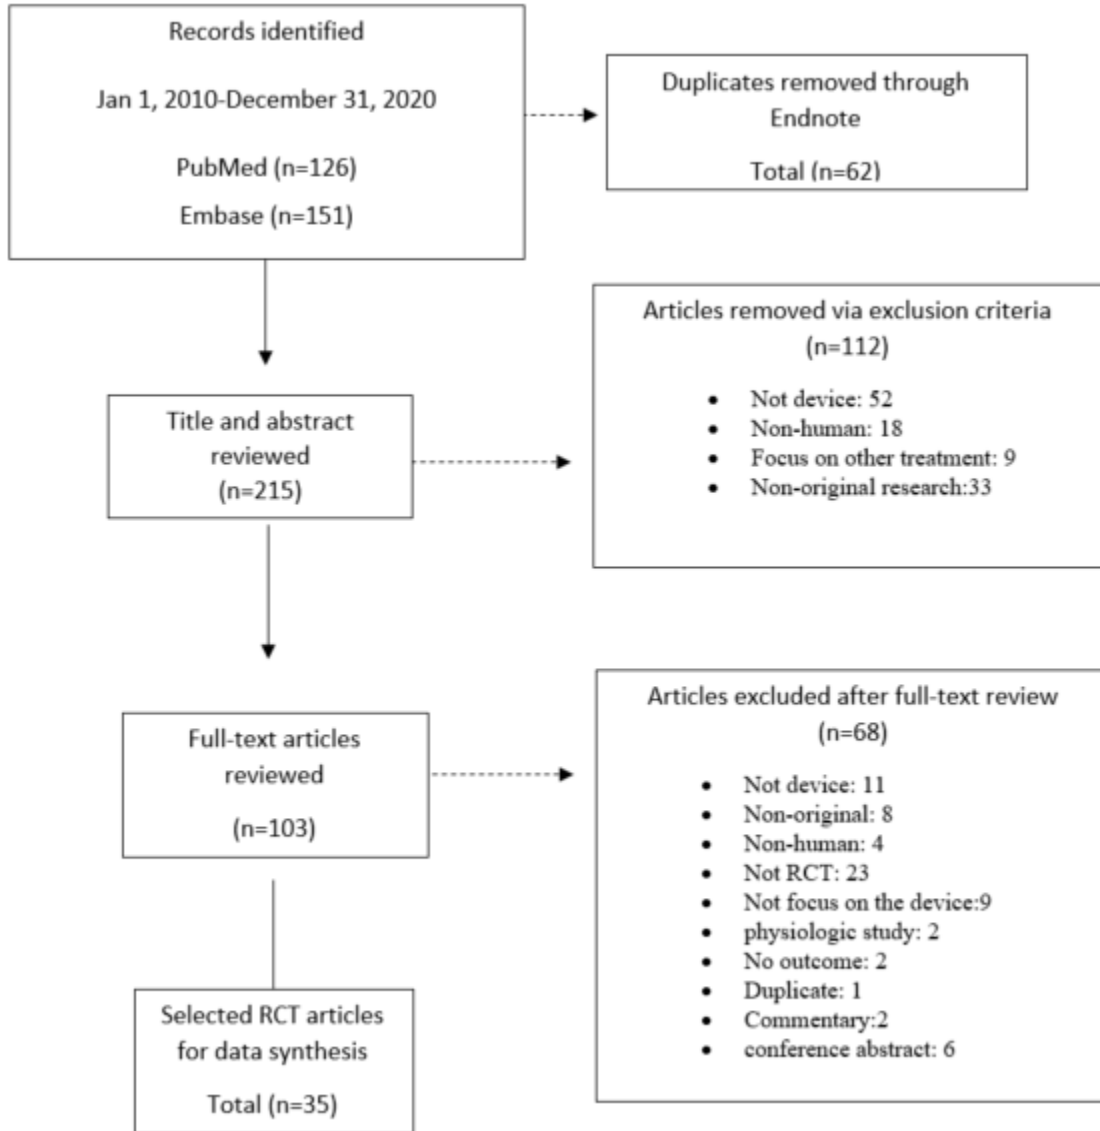 Records identified
Jan 1, 2010-December 31, 2020
PubMed (n=126)
Embase (n=151)
Duplicates removed through
Endnote
Total (n=62)
Articles removed via exclusion criteria
(n=112)
• Not device: 52
• Non-human: 18
• Focus on other treatment: 9
• Non-original research:33
Title and abstract
reviewed
(n=215)
Full-text articles
reviewed
(n=103)
Articles excluded after full-text review
(n=68)
• Not device: 11
• Non-original: 8
• Non-human: 4
• Not RCT: 23
• Not focus on the device:9
• physiologic study: 2
• No outcome: 2
• Duplicate: 1
• Commentary:2
• conference abstract: 6
Selected RCT articles
for data synthesis
Total (n=35)